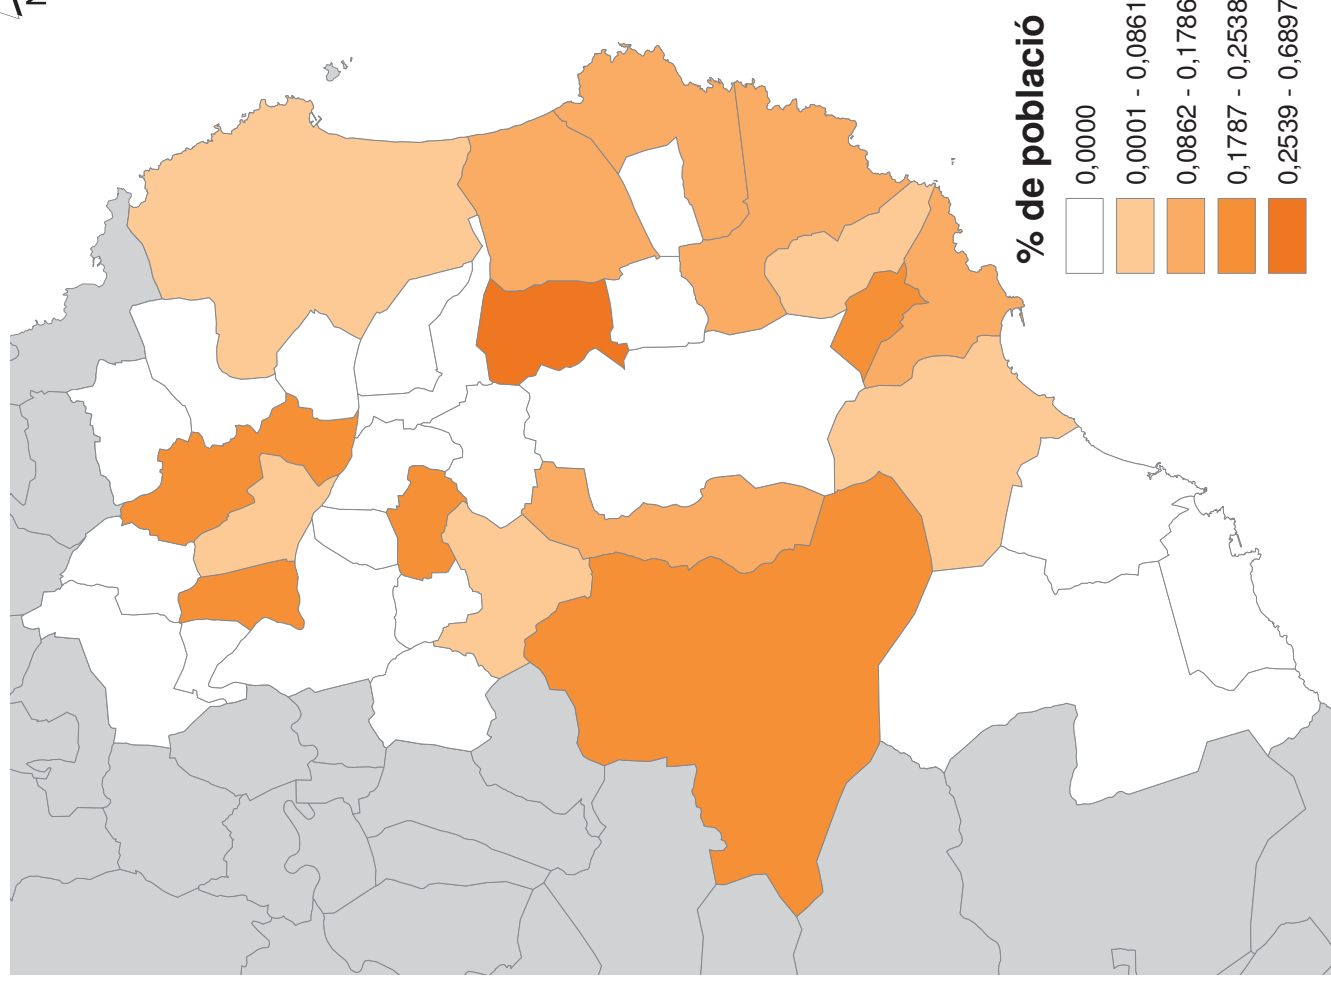 N
% de població
0,0000
0,0001 - 0,0861
0,0862 - 0,1786
0,1787 - 0,2538
0,2539 - 0,6897